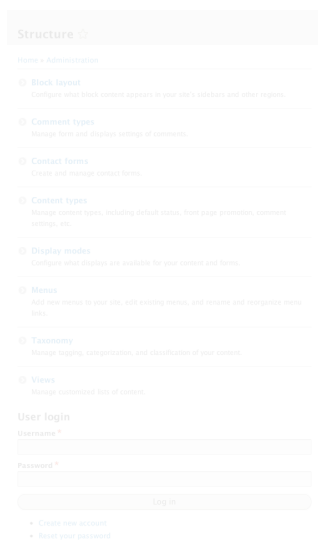 Structure
Home » Administration
Block layout
Configure what block content appears in your site's sidebars and other regions.
Comment types
Manage form and displays settings of comments.
Contact forms
Create and manage contact forms.
Content types
Manage content types, including default status, front page promotion, comment
settings, etc.
Display modes
Configure what displays are available for your content and forms.
Menus
Add new menus to your site, edit existing menus, and rename and reorganize menu
links.
Taxonomy
Manage tagging, categorization, and classification of your content.
Views
Manage customized lists of content.
User login
Username *
Password *
Log in
Create new account
Reset your password